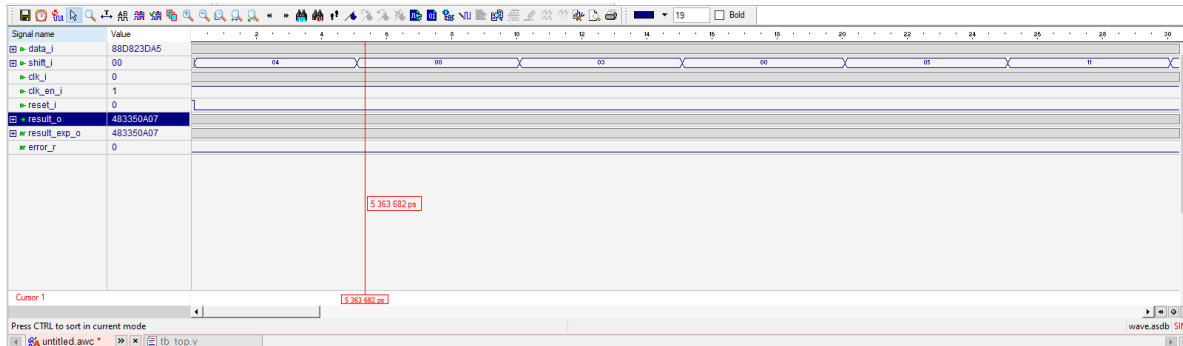 19 Bold
Signal name Value 2 4 6 8 10 12 14 16 18 20 22 24 26 28 30
data_i 88D823DA5
shift_i 00 04 00 03 00 05 11
clk_i 0
clk_en_i 1
reset_i 0
result_o 483350A07
result_exp_o 483350A07
error_r 0
5 363 682 ps
Cursor 1 5 363 682 ps
Press CTRL to sort in current mode wave.asdb SIM
untitled.awc * tb_top.v